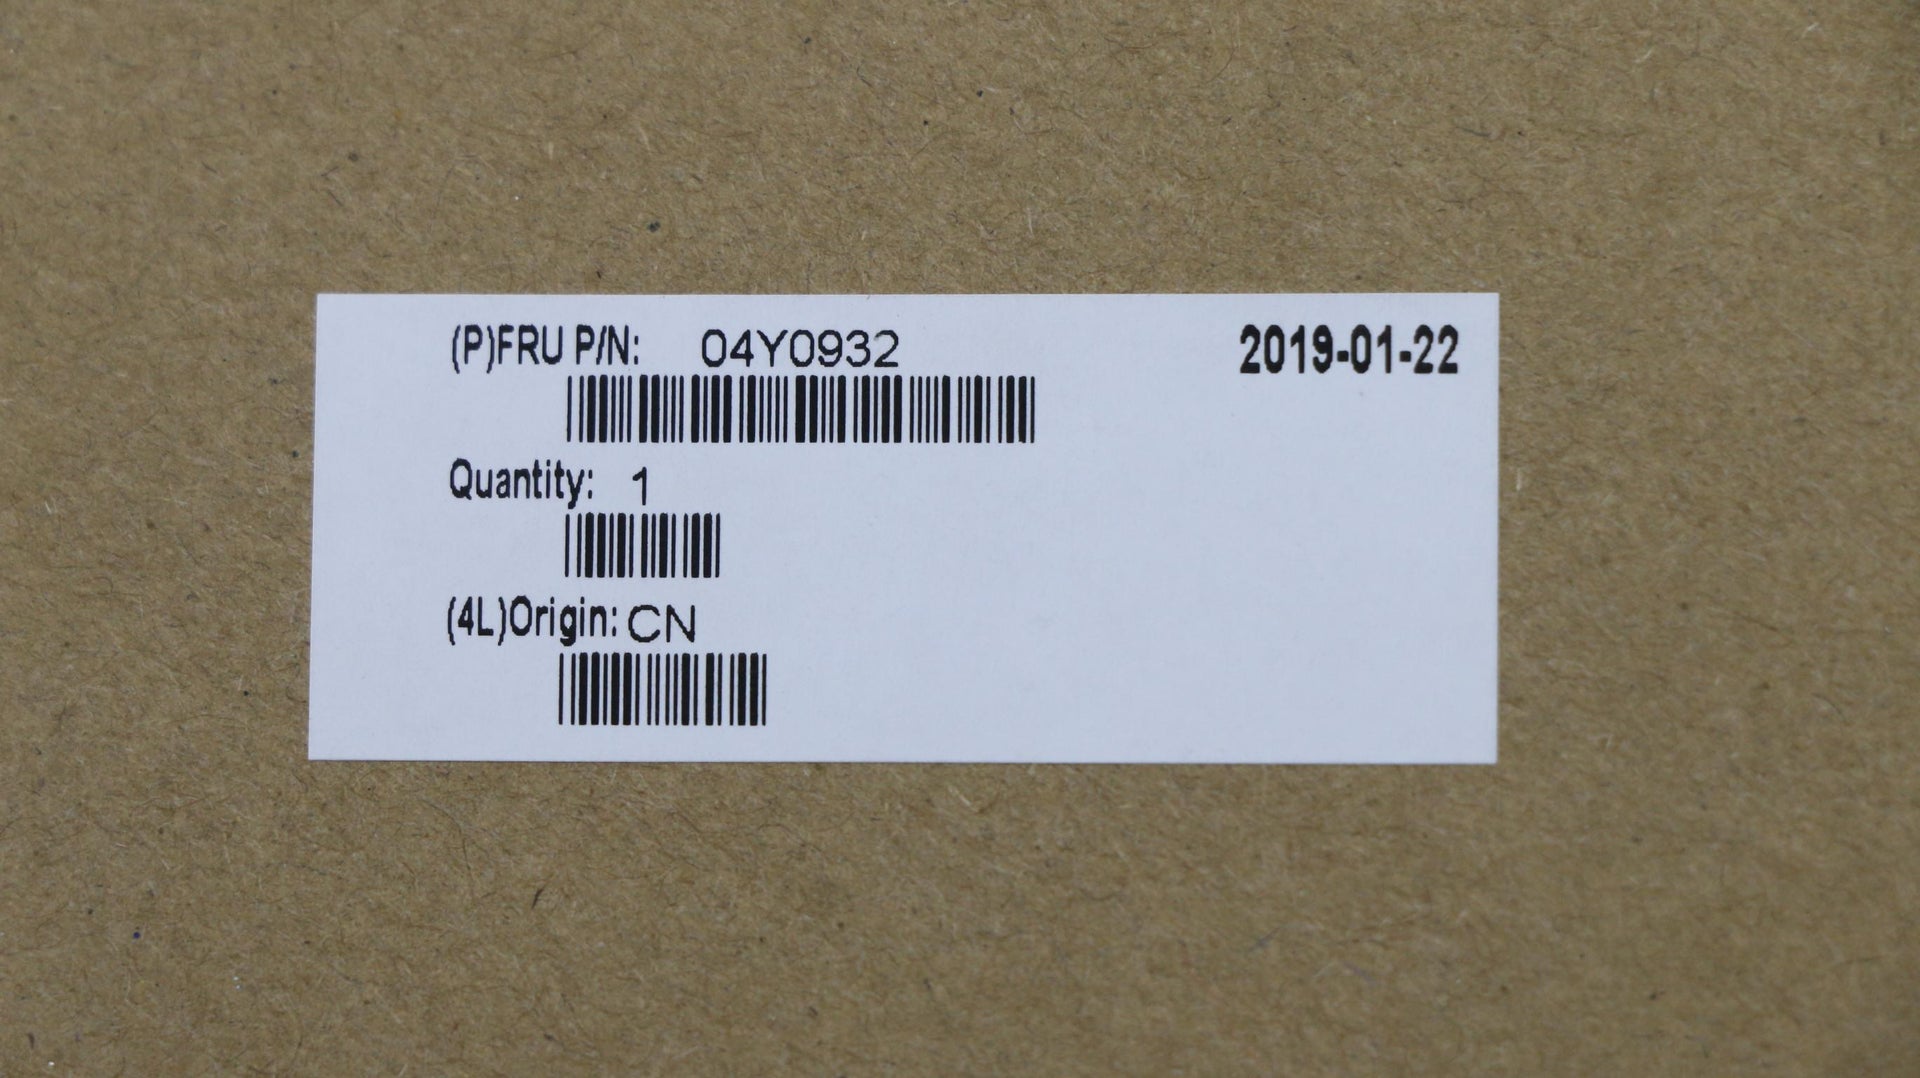 (P)FRU P/N: 04Y0932 2019-01-22
Quantity: 1
(4L)Origin: CN